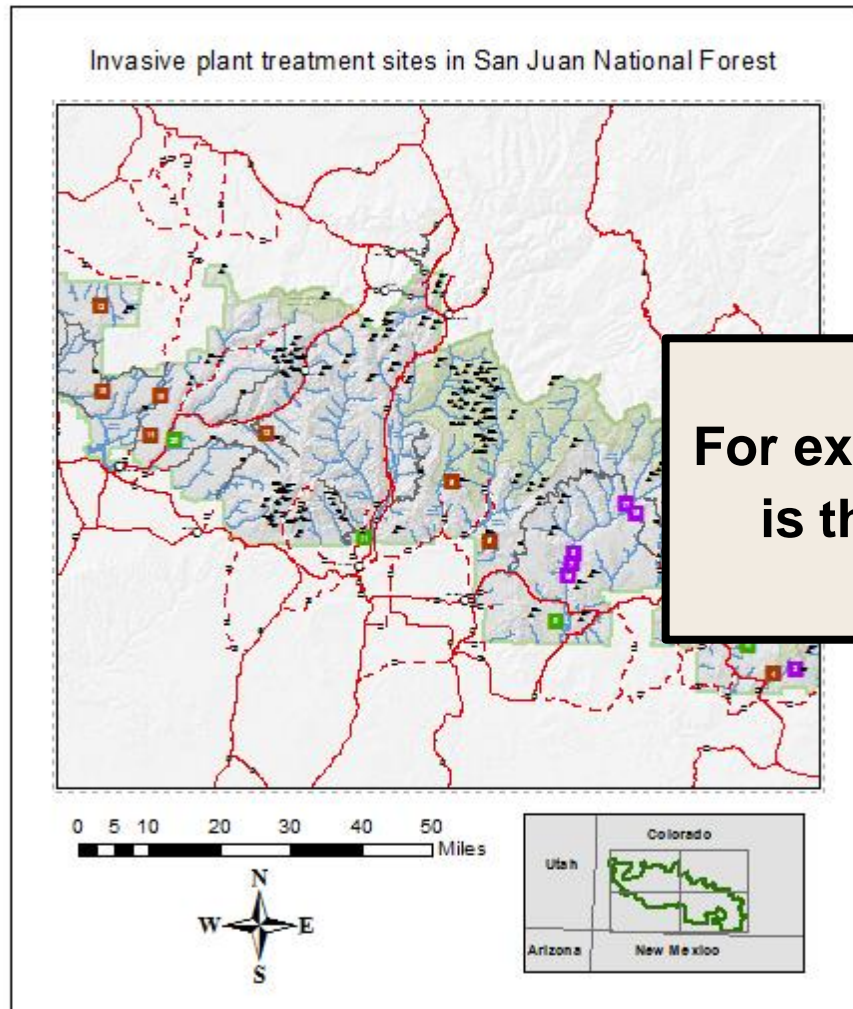 Invasive plant treatment sites in San Juan National Forest
For ex
is th
0 5 10 20 30 40 50
Miles
N
W E
S
Colorado
Utah
Arizona
New Mexico